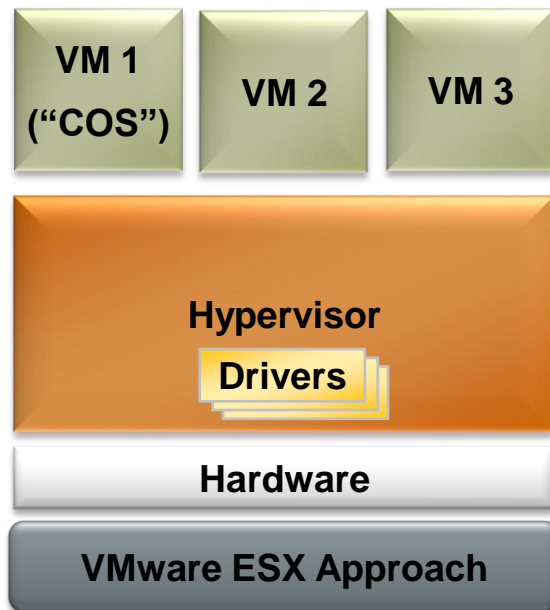 VM 1
(“COS”)
VM 2
VM 3
Hypervisor
Drivers
Hardware
VMware ESX Approach